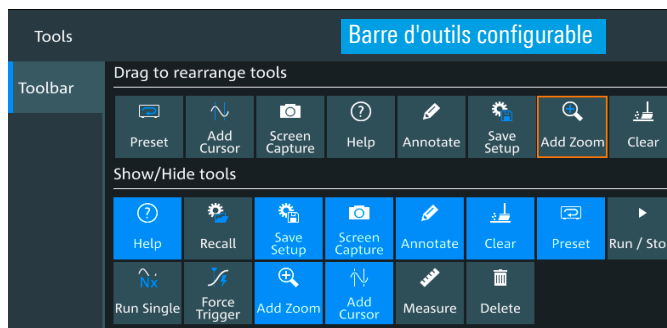 Tools
Barre d'outils configurable
Toolbar
Drag to rearrange tools
Preset
Add
Cursor
Screen
Capture
Help
Annotate
Save
Setup
Add Zoom
Clear
Show/Hide tools
Help
Recall
Save
Setup
Screen
Capture
Annotate
Clear
Preset
Run / Sto
Nx
Run Single
Force
Trigger
Add Zoom
Add
Cursor
Measure
Delete